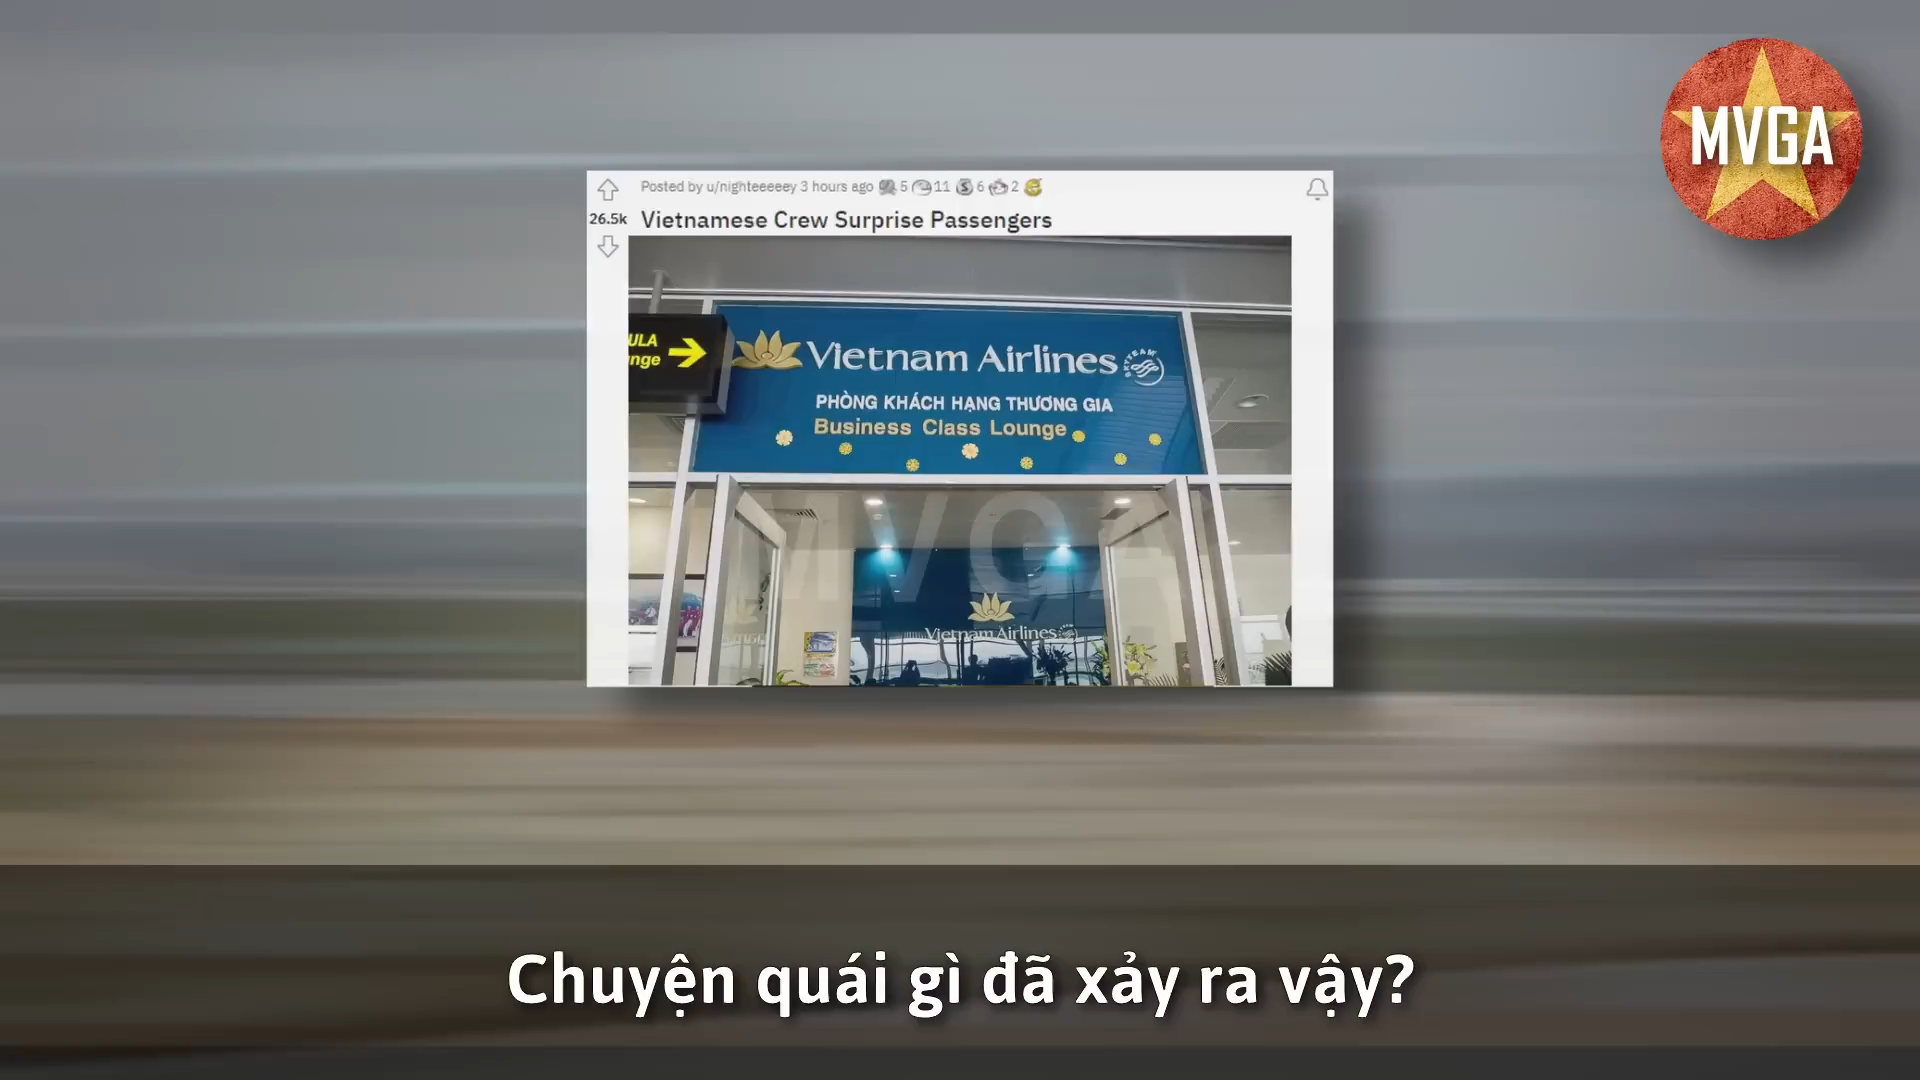 MVGA
Posted by u/nighteeeeey 3 hours ago 5 11 6 2
26.5k
Vietnamese Crew Surprise Passengers
ULA
nge
Vietnam Airlines
SKYTEAM
PHÒNG KHÁCH HẠNG THƯƠNG GIA
Business Class Lounge
MVGA
Vietnam Airlines
Chuyện quái gì đã xảy ra vậy?